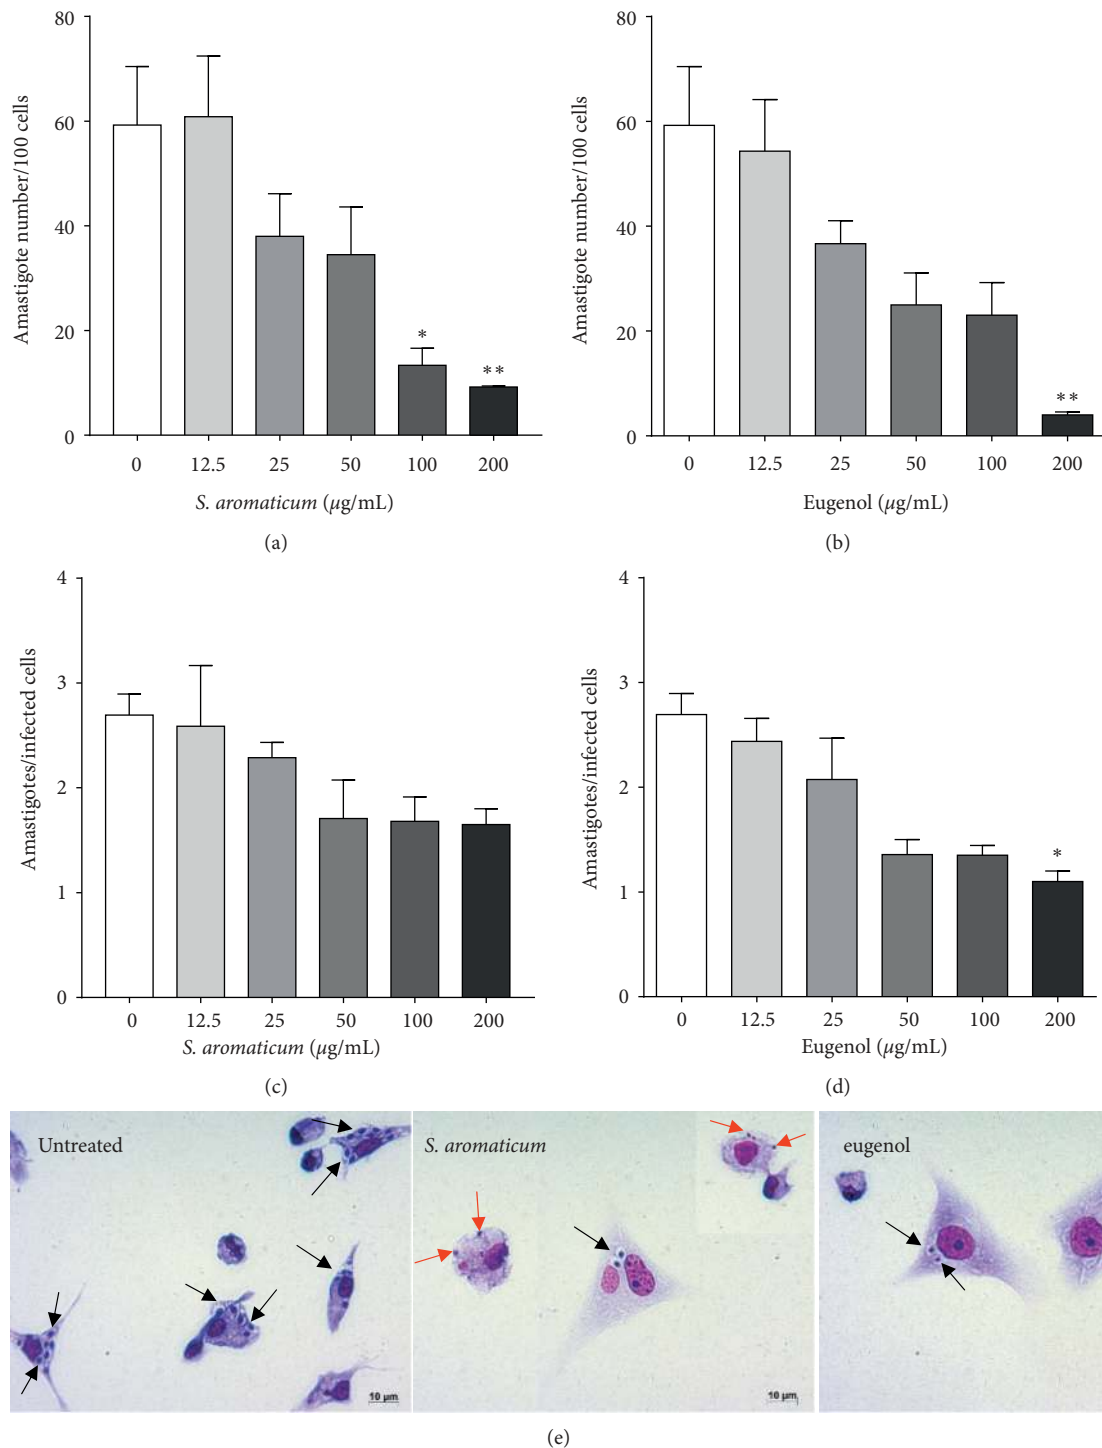 80
60
40
20
0
Amastigote number/100 cells
*
**
0 12.5 25 50 100 200
S. aromaticum (μg/mL)
(a)
80
60
40
20
0
Amastigote number/100 cells
**
0 12.5 25 50 100 200
Eugenol (μg/mL)
(b)
4
3
2
1
0
Amastigotes/infected cells
0 12.5 25 50 100 200
S. aromaticum (μg/mL)
(c)
4
3
2
1
0
Amastigotes/infected cells
*
0 12.5 25 50 100 200
Eugenol (μg/mL)
(d)
Untreated
10 μm
S. aromaticum
10 μm
eugenol
(e)